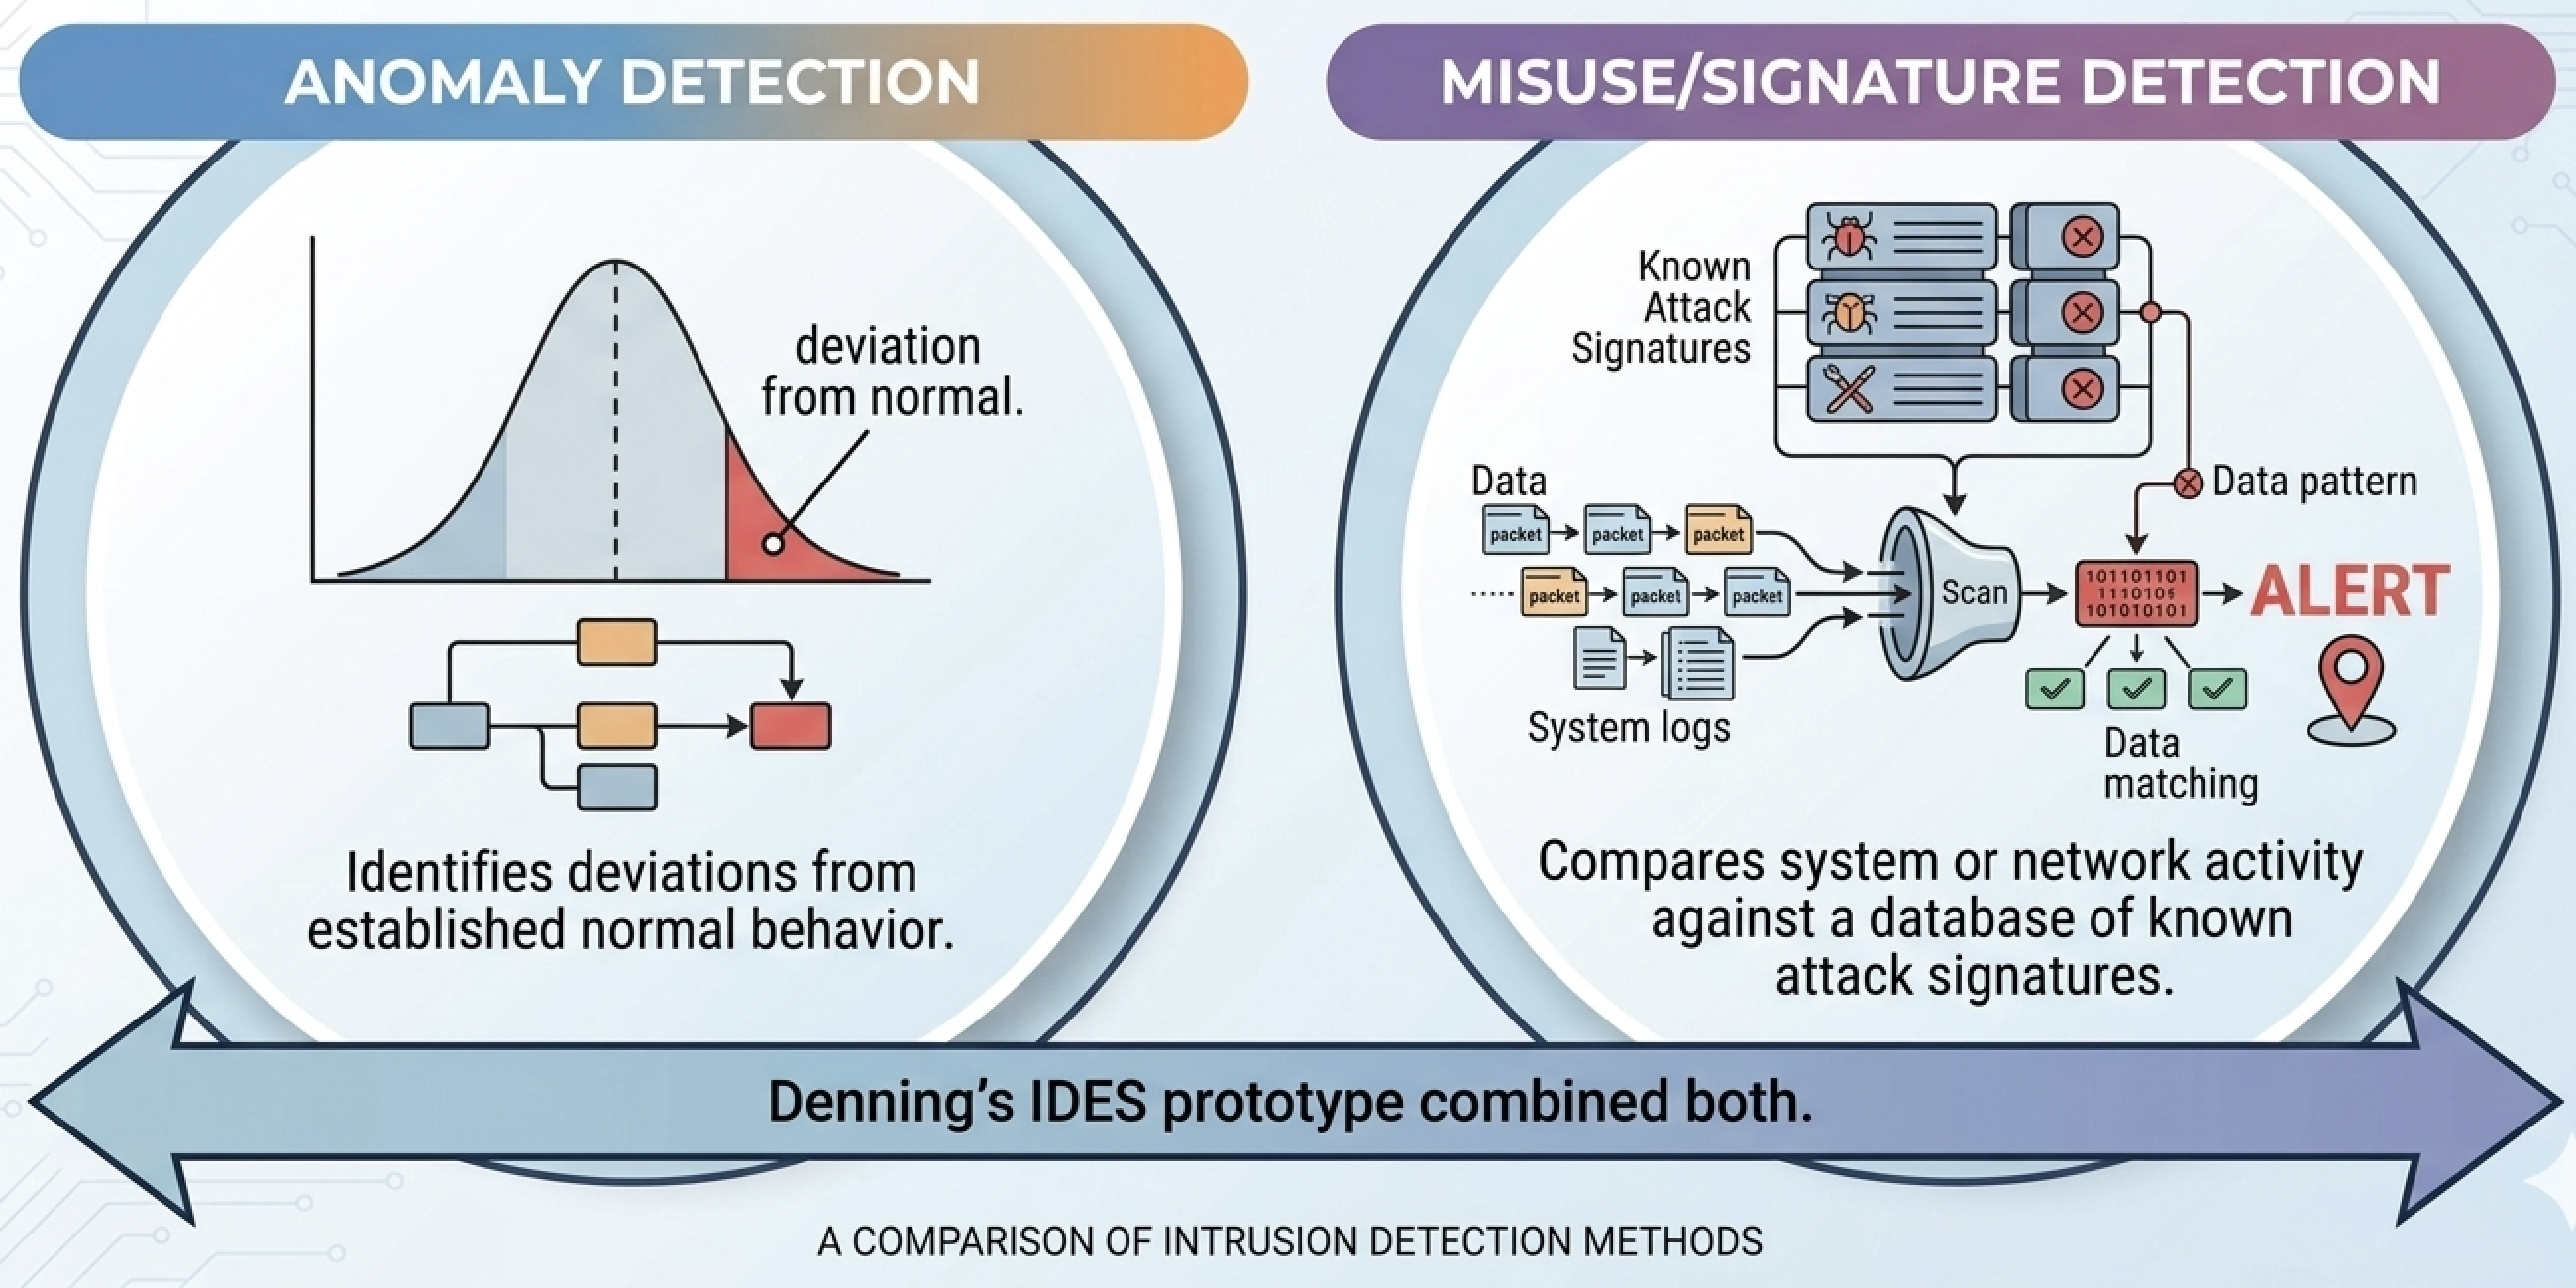 ANOMALY DETECTION
deviation
from normal.
Identifies deviations from
established normal behavior.
MISUSE/SIGNATURE DETECTION
Known
Attack
Signatures
Data
packet
packet
packet
packet
packet
packet
System logs
Scan
Data pattern
101101101
101010101
ALERT
Data
matching
Compares system or network activity
against a database of known
attack signatures.
Denning's IDES prototype combined both.
A COMPARISON OF INTRUSION DETECTION METHODS